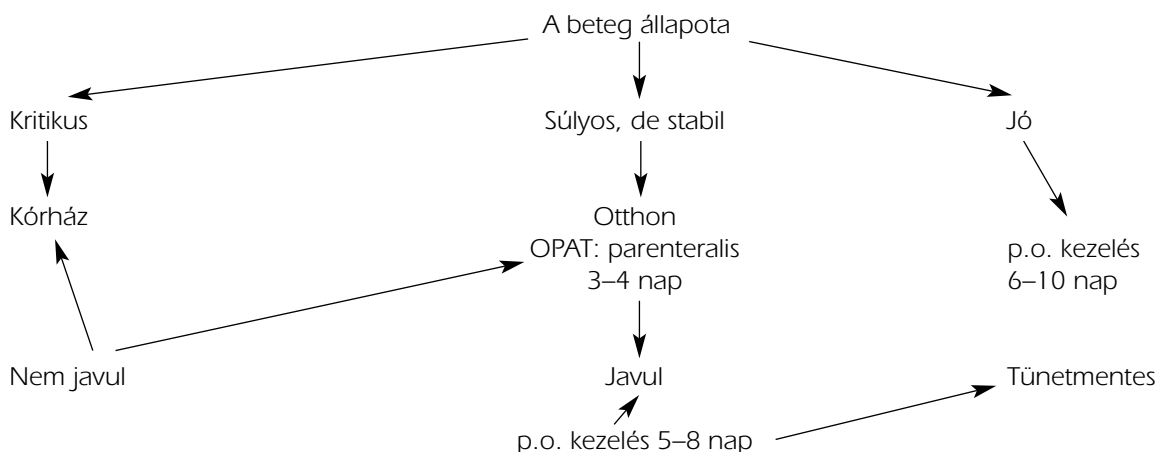 A beteg állapota
Kritikus
Súlyos, de stabil
Jó
Kórház
Otthon
OPAT: parenteralis
3–4 nap
p.o. kezelés
6–10 nap
Nem javul
Javul
Tünetmentes
p.o. kezelés 5–8 nap